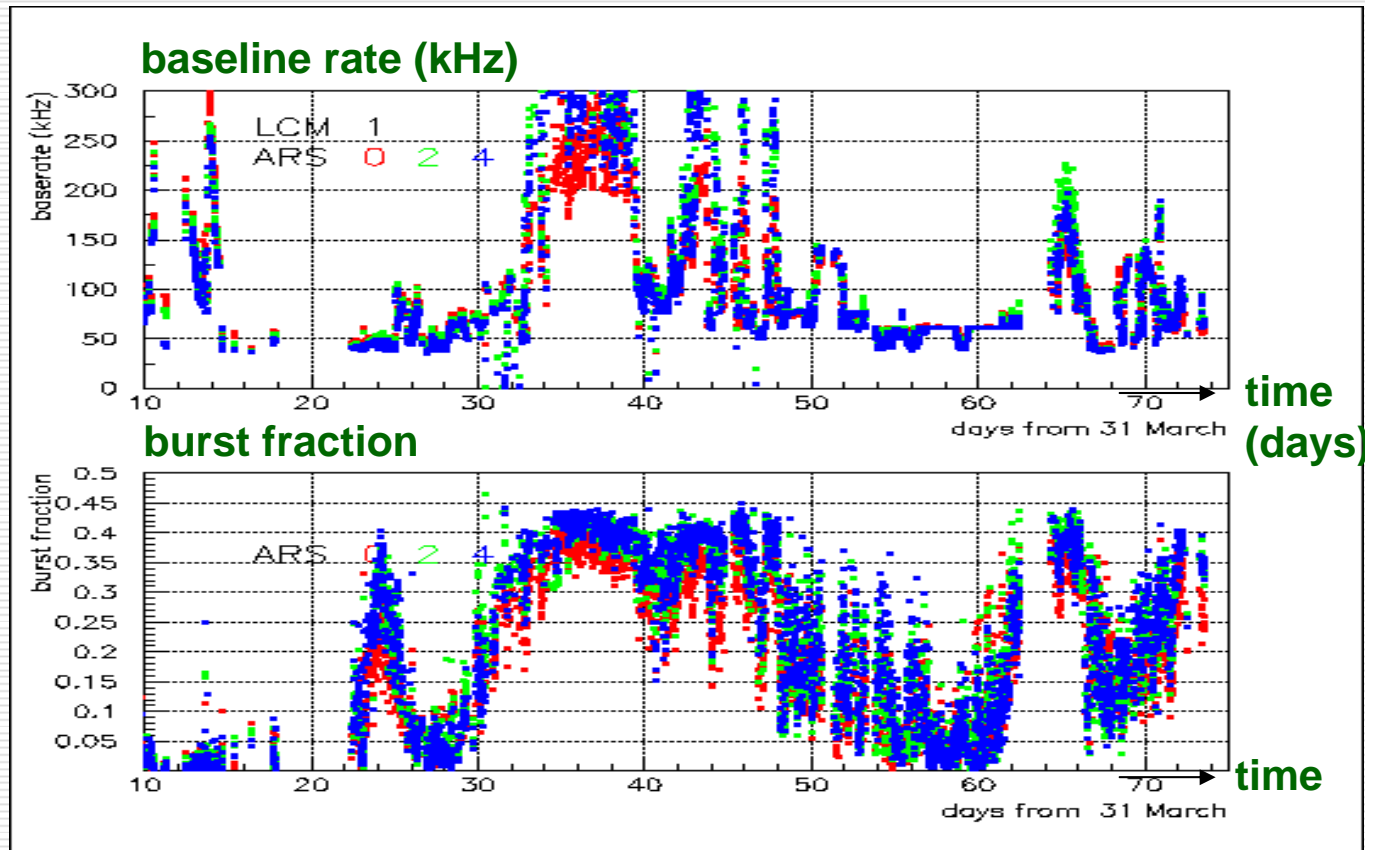 baseline rate (kHz)
baserate (kHz)
300
250
200
150
100
50
0
LCM 1
ARS 0 2 4
10 20 30 40 50 60 70
time
(days)
days from 31 March
burst fraction
burst fraction
0.5
0.45
0.4
0.35
0.3
0.25
0.2
0.15
0.1
0.05
ARS 0 2 4
10 20 30 40 50 60 70
time
days from 31 March